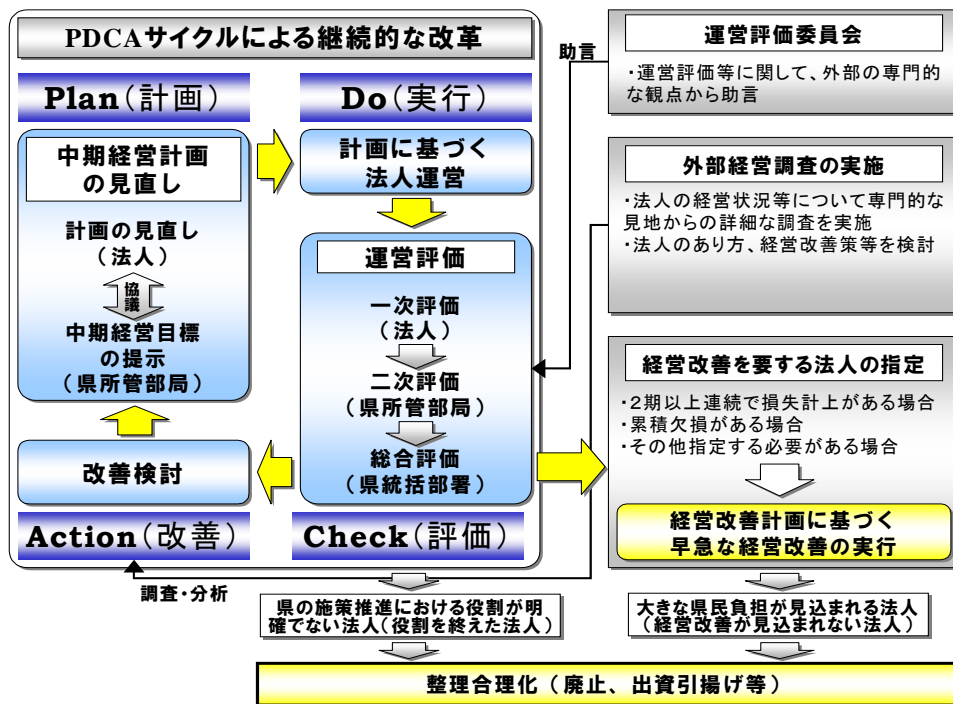 PDCAサイクルによる継続的な改革
Plan(計画)
中期経営計画
の見直し
計画の見直し
(法人)
協
議
中期経営目標
の提示
(県所管部局)
改善検討
Action(改善)
Do(実行)
計画に基づく
法人運営
運営評価
一次評価
(法人)
二次評価
(県所管部局)
総合評価
(県統括部署)
Check(評価)
助言
運営評価委員会
・運営評価等に関して、外部の専門的
な観点から助言
外部経営調査の実施
・法人の経営状況等について専門的な
見地からの詳細な調査を実施
・法人のあり方、経営改善策等を検討
経営改善を要する法人の指定
・2期以上連続で損失計上がある場合
・累積欠損がある場合
・その他指定する必要がある場合
経営改善計画に基づく
早急な経営改善の実行
調査・分析
県の施策推進における役割が明
確でない法人(役割を終えた法人)
大きな県民負担が見込まれる法人
(経営改善が見込まれない法人)
整理合理化(廃止、出資引揚げ等)